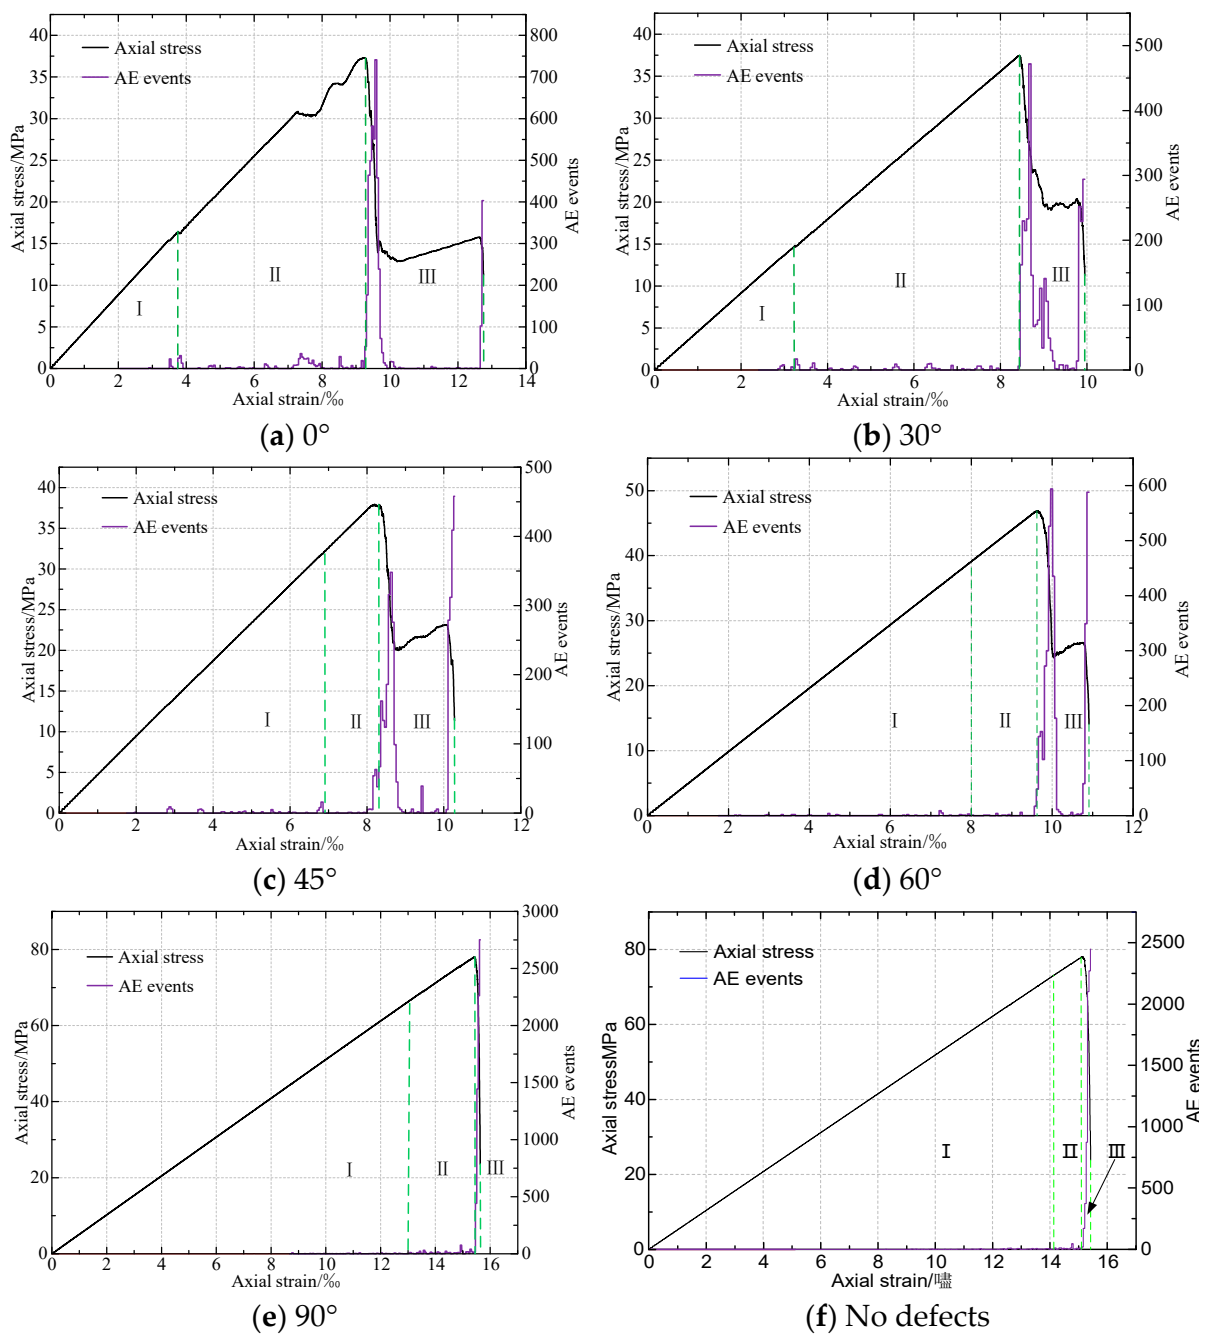 Axial stress
AE events
Axial stress/MPa
AE events
40
35
30
25
20
15
10
5
0
800
700
600
500
400
300
200
100
0
I
II
III
0 2 4 6 8 10 12 14
Axial strain/‰
(a) 0°
Axial stress
AE events
Axial stress/MPa
AE events
40
35
30
25
20
15
10
5
0
500
400
300
200
100
0
I
II
III
0 2 4 6 8 10
Axial strain/‰
(b) 30°
Axial stress
AE events
Axial stress/MPa
AE events
40
35
30
25
20
15
10
5
0
500
400
300
200
100
0
I
II
III
0 2 4 6 8 10 12
Axial strain/‰
(c) 45°
Axial stress
AE events
Axial stress/MPa
AE events
50
40
30
20
10
0
600
500
400
300
200
100
0
I
II
III
0 2 4 6 8 10 12
Axial strain/‰
(d) 60°
Axial stress
AE events
Axial stress/MPa
AE events
80
60
40
20
0
3000
2500
2000
1500
1000
500
0
I
II
III
0 2 4 6 8 10 12 14 16
Axial strain/‰
(e) 90°
Axial stress
AE events
Axial stressMPa
AE events
80
60
40
20
0
2500
2000
1500
1000
500
0
I
II
III
0 2 4 6 8 10 12 14 16
Axial strain/嚍
(f) No defects